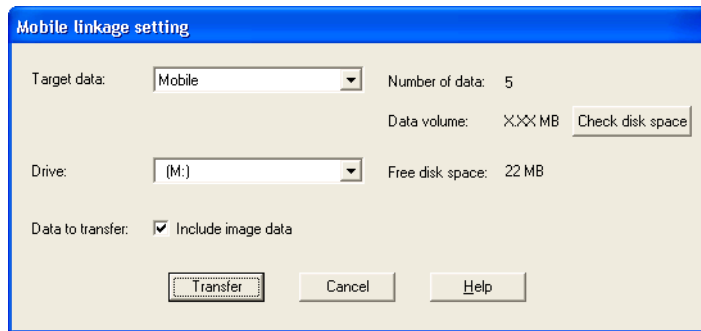 Mobile linkage setting
Target data: Mobile Number of data: 5
Data volume: X.XX MB Check disk space
Drive: (M:) Free disk space: 22 MB
Data to transfer: Include image data
Transfer Cancel Help